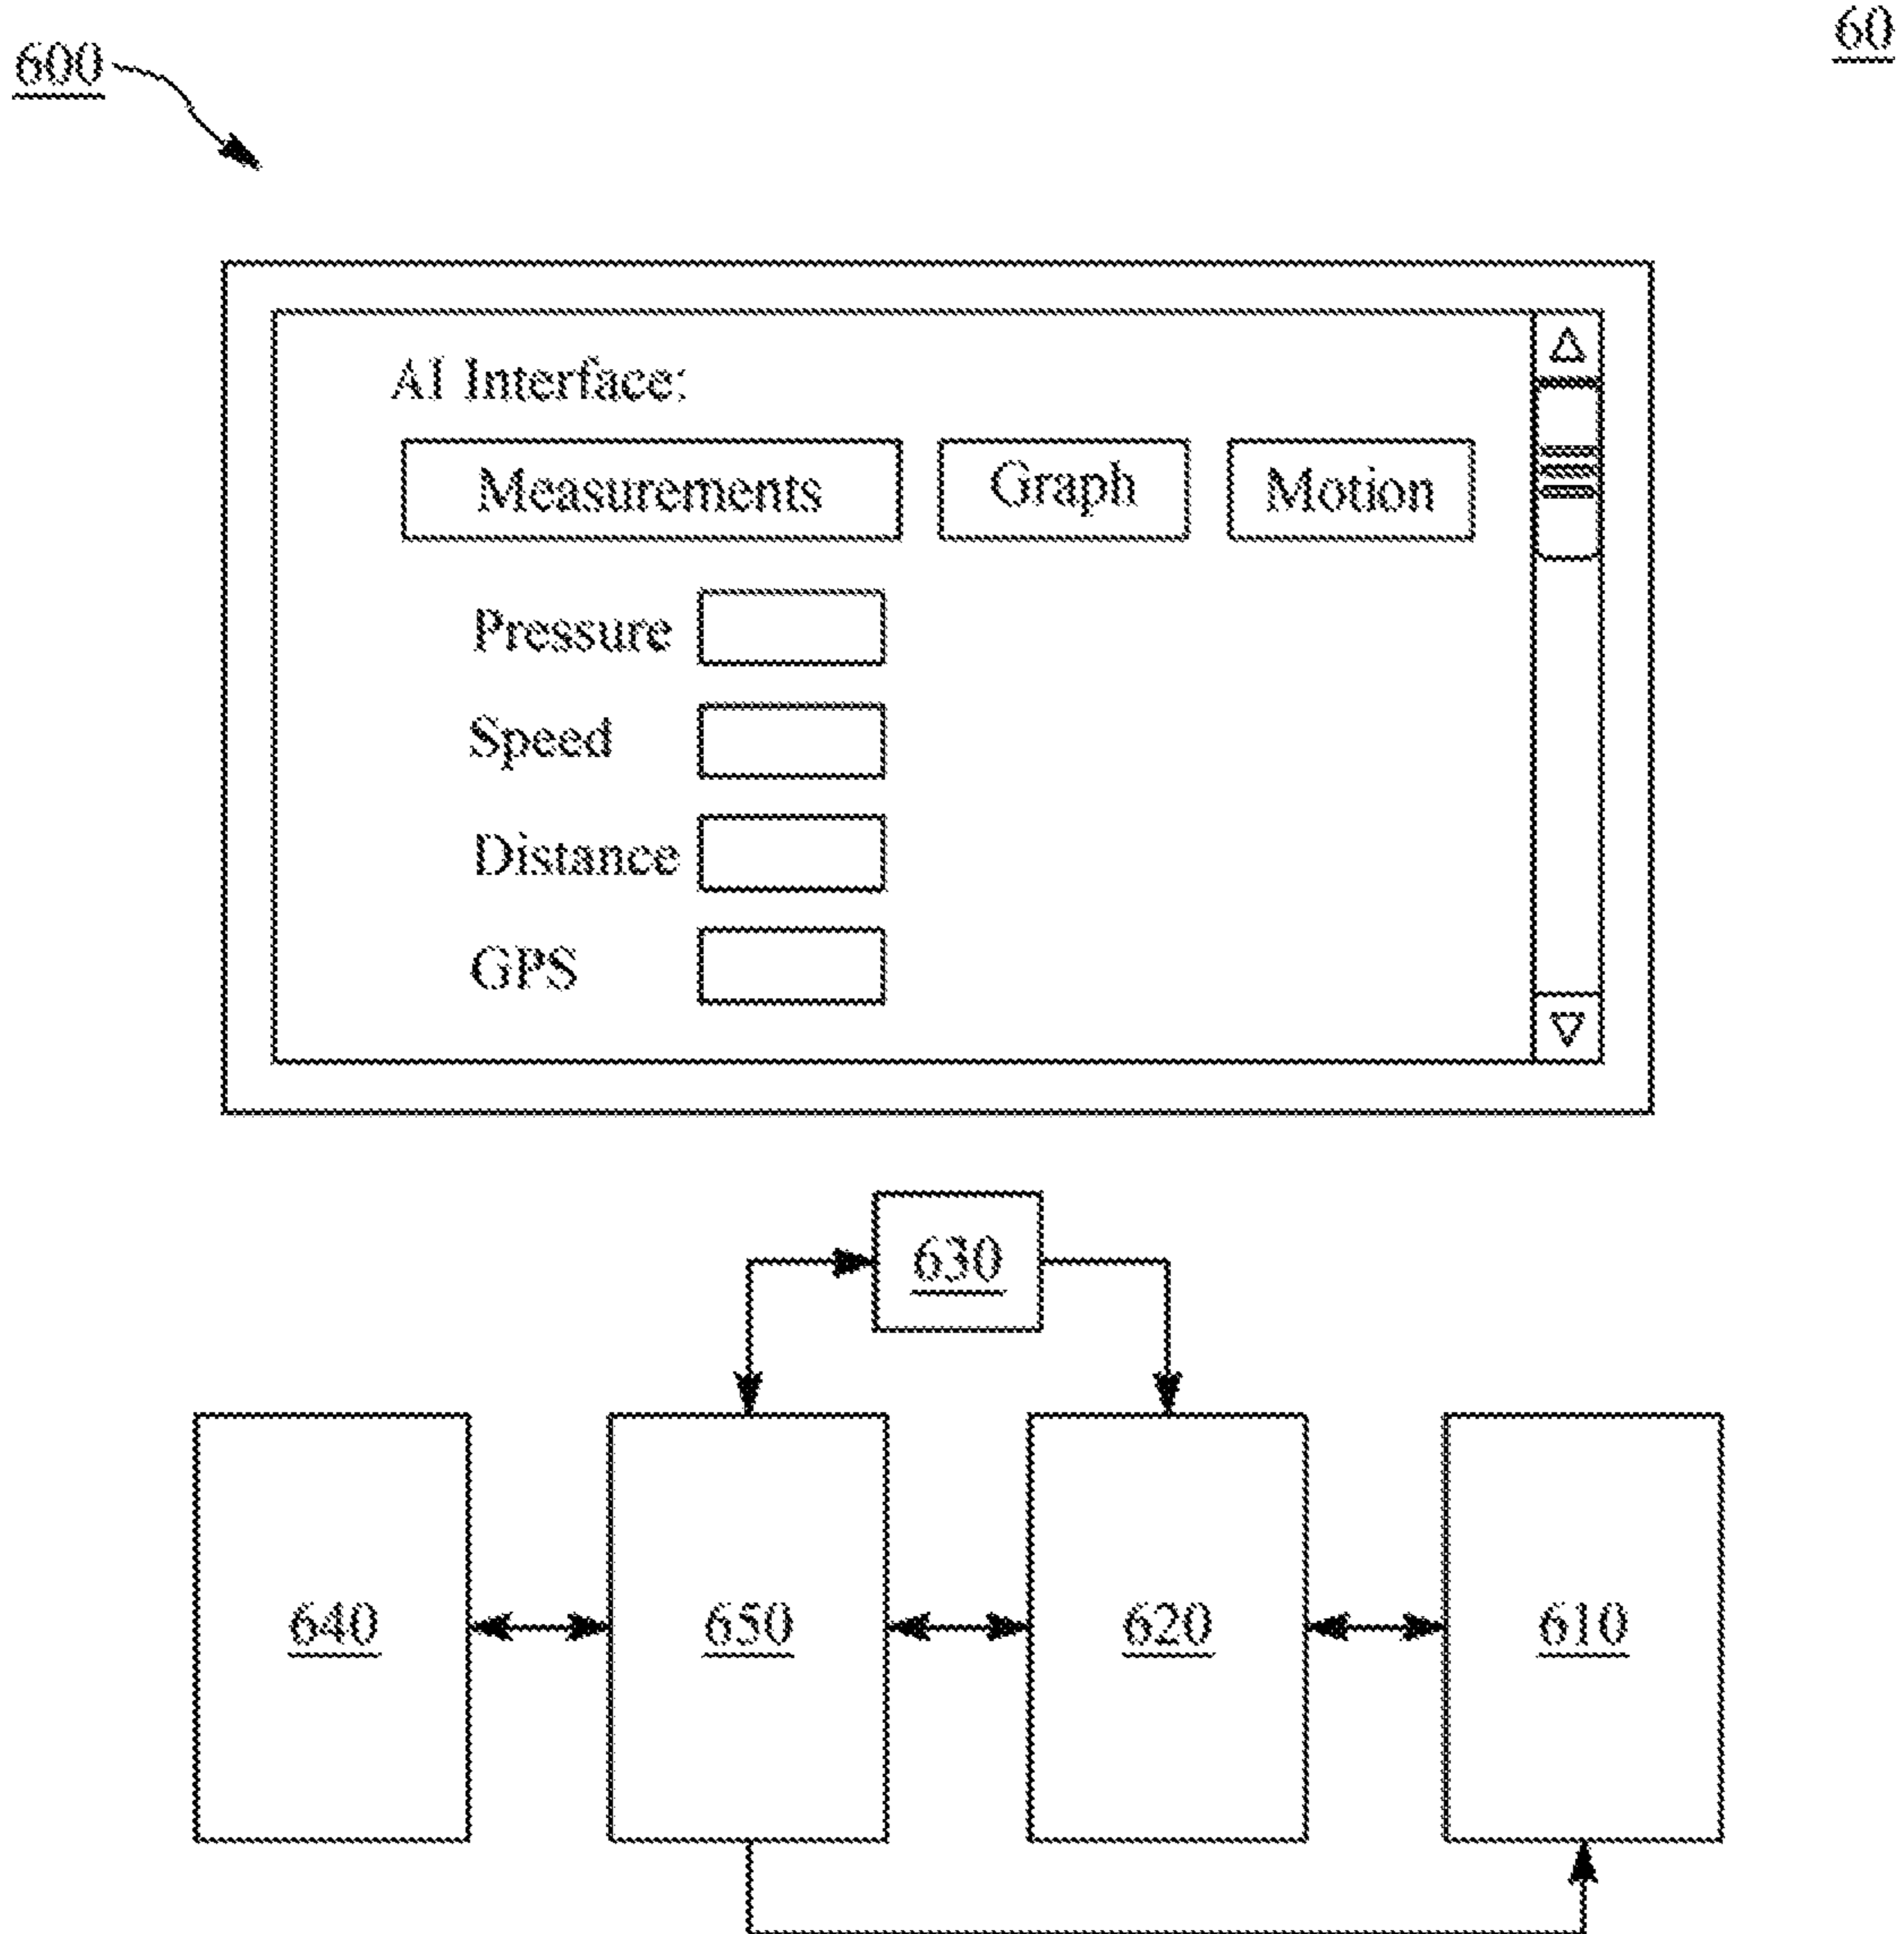 600
60
AI Interface:
Measurements Graph Motion
Pressure
Speed
Distance
GPS
630
640 650 620 610